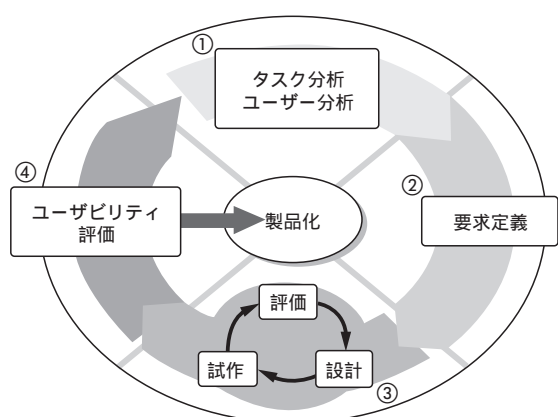 ①
タスク分析
ユーザー分析
②
要求定義
③
評価
設計
試作
④
ユーザビリティ
評価
製品化